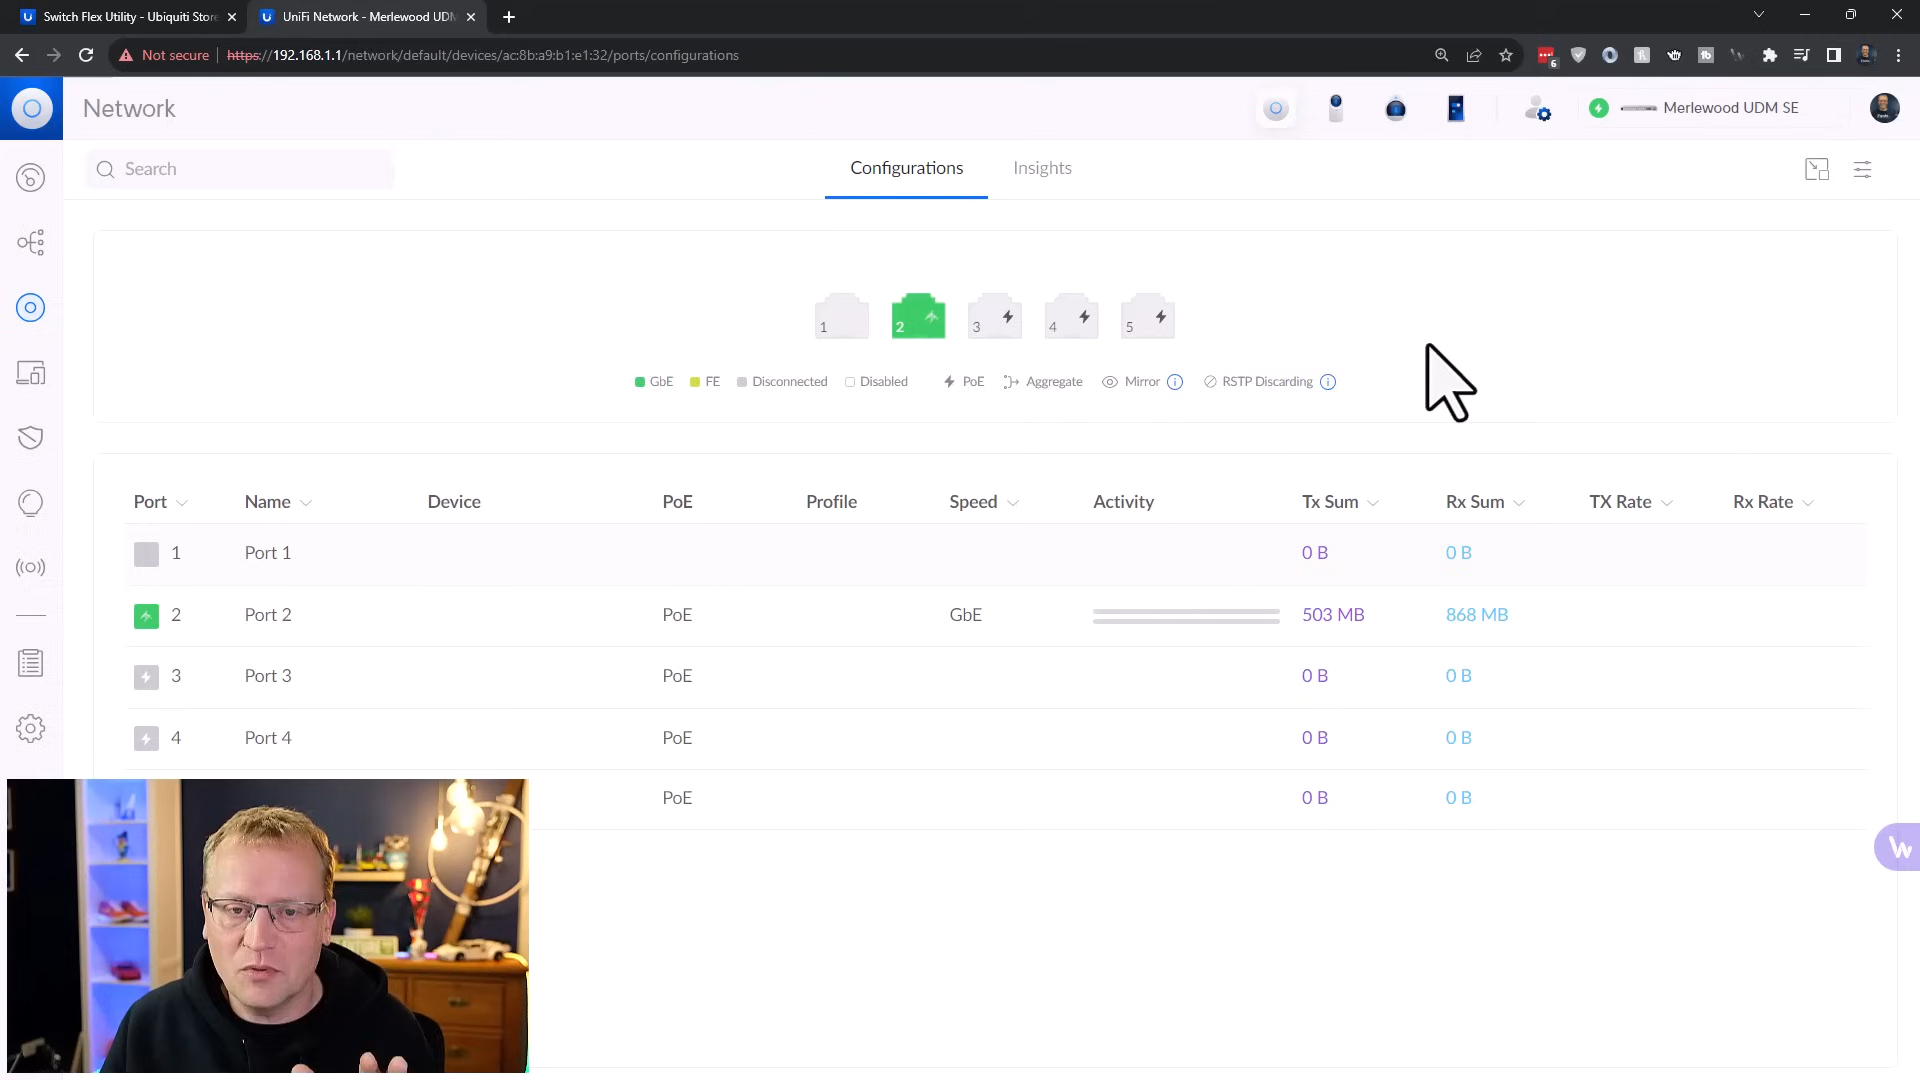 Switch Flex Utility - Ubiquiti Store
UniFi Network - Merlewood UDM
Not secure https://192.168.1.1/network/default/devices/ac:8b:a9:b1:e1:32/ports/configurations
6
Network
Merlewood UDM SE
Search
Configurations Insights
1 2 3 4 5
GbE FE Disconnected Disabled PoE Aggregate Mirror RSTP Discarding
Port Name Device PoE Profile Speed Activity Tx Sum Rx Sum TX Rate Rx Rate
1 Port 1 0 B 0 B
2 Port 2 PoE GbE 503 MB 868 MB
3 Port 3 PoE 0 B 0 B
4 Port 4 PoE 0 B 0 B
PoE 0 B 0 B